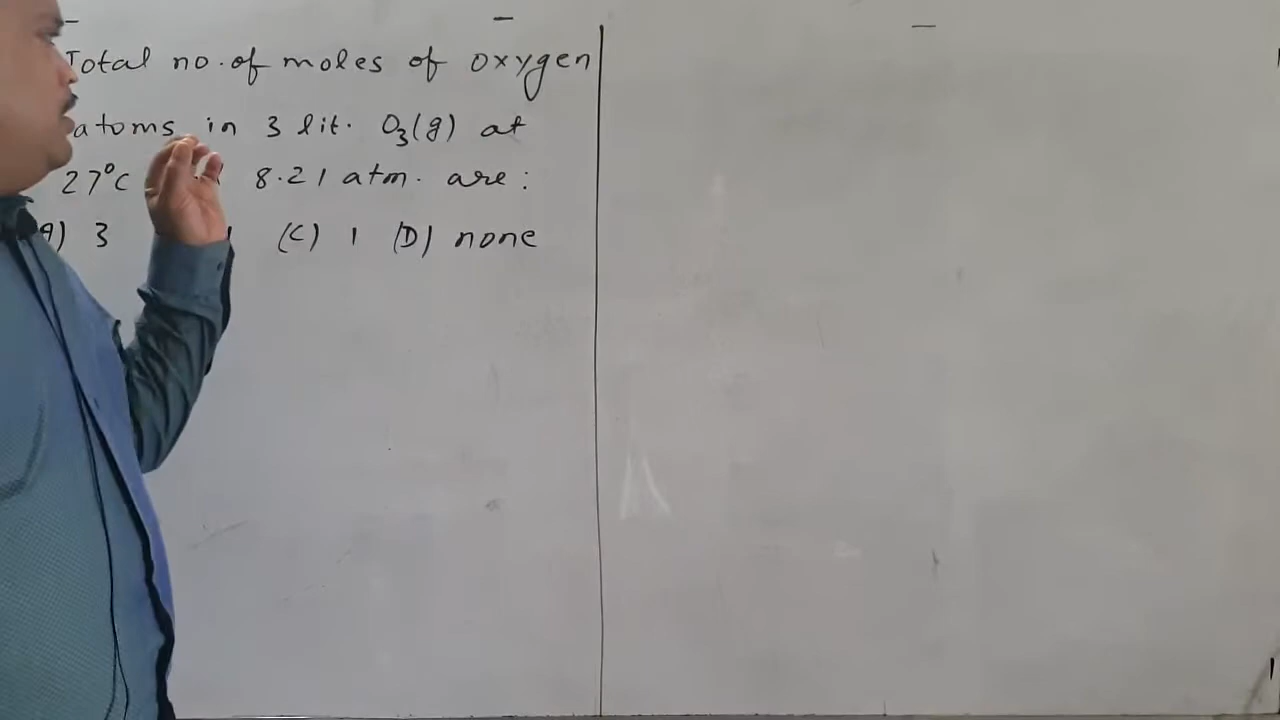 Total no. of moles of oxygen
atoms in 3 lit. O₃(g) at
27°C 8.21 atm. are:
A) 3 (C) 1 (D) none